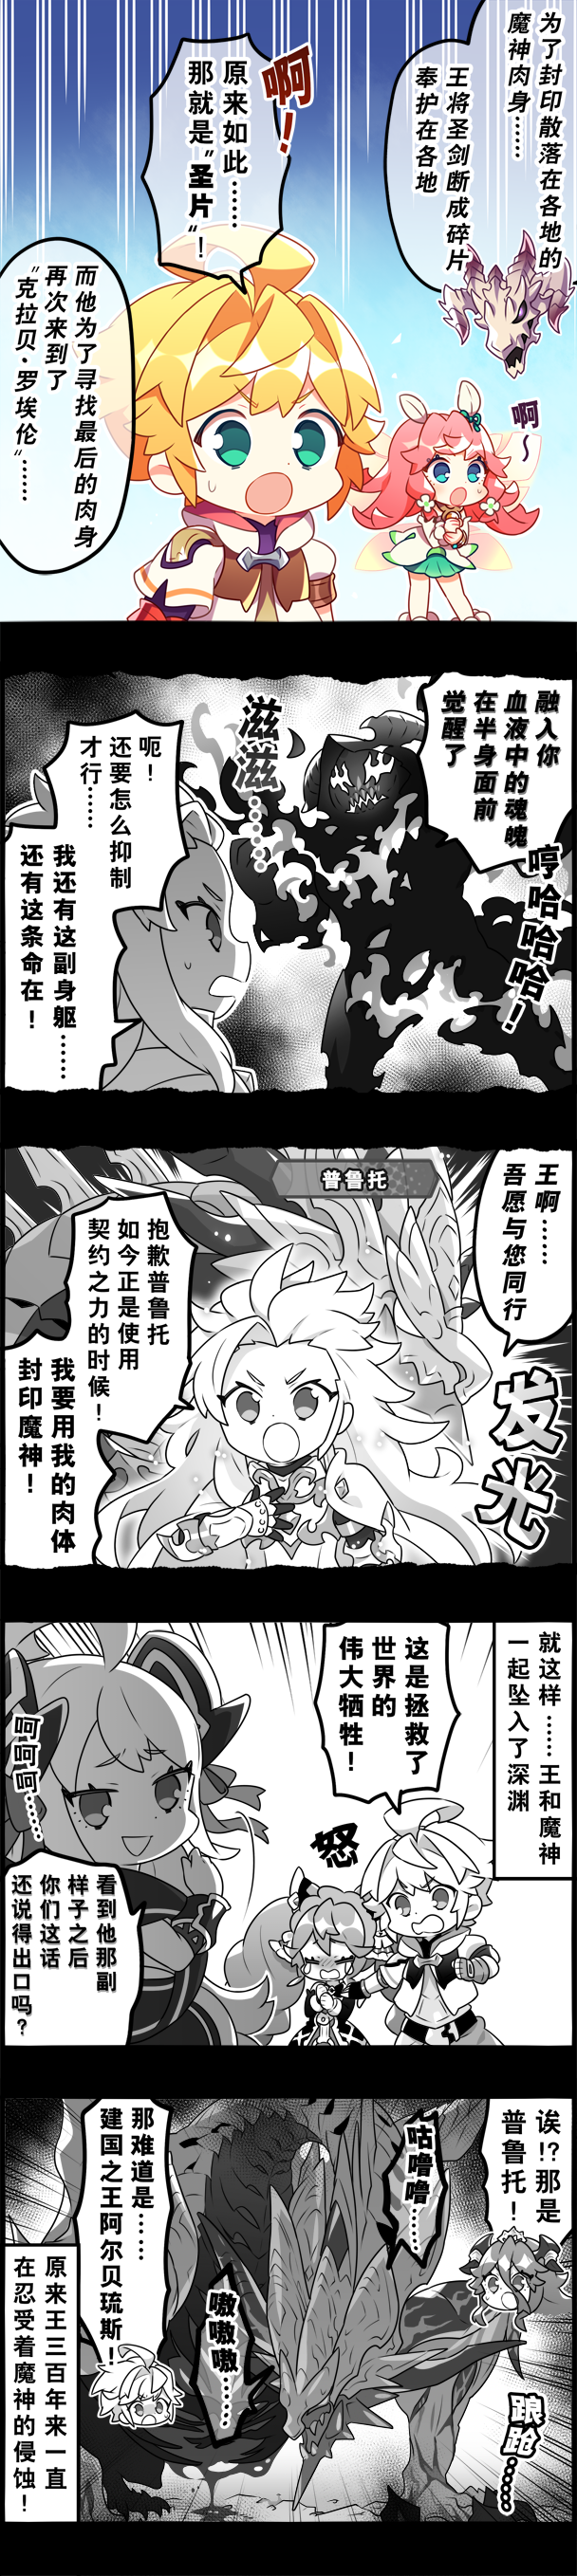 为了封印散落在各地的
魔神肉身……
王将圣剑断成碎片
奉护在各地
啊～
啊！
原来如此……
那就是“圣片”！
而他为了寻找最后的肉身
再次来到了
“克拉贝·罗埃伦”……
融入你
血液中的魂魄
在半身面前
觉醒了
哼哈哈哈！
滋滋……
呃！
还要怎么抑制
才行……
我还有这副身躯……
还有这条命在！
普鲁托
王啊……
吾愿与您同行
发光
抱歉普鲁托
如今正是使用
契约之力的时候！
我要用我的肉体
封印魔神！
就这样……王和魔神
一起坠入了深渊
这是拯救了
世界的
伟大牺牲！
怒
呵呵呵……
看到他那副
样子之后
你们这话
还说得出口吗？
诶!?那是
普鲁托！
咕噜噜……
嗷嗷嗷……
踉跄……
那难道是……
建国之王阿尔贝琉斯！
原来王三百年来一直
在忍受着魔神的侵蚀！